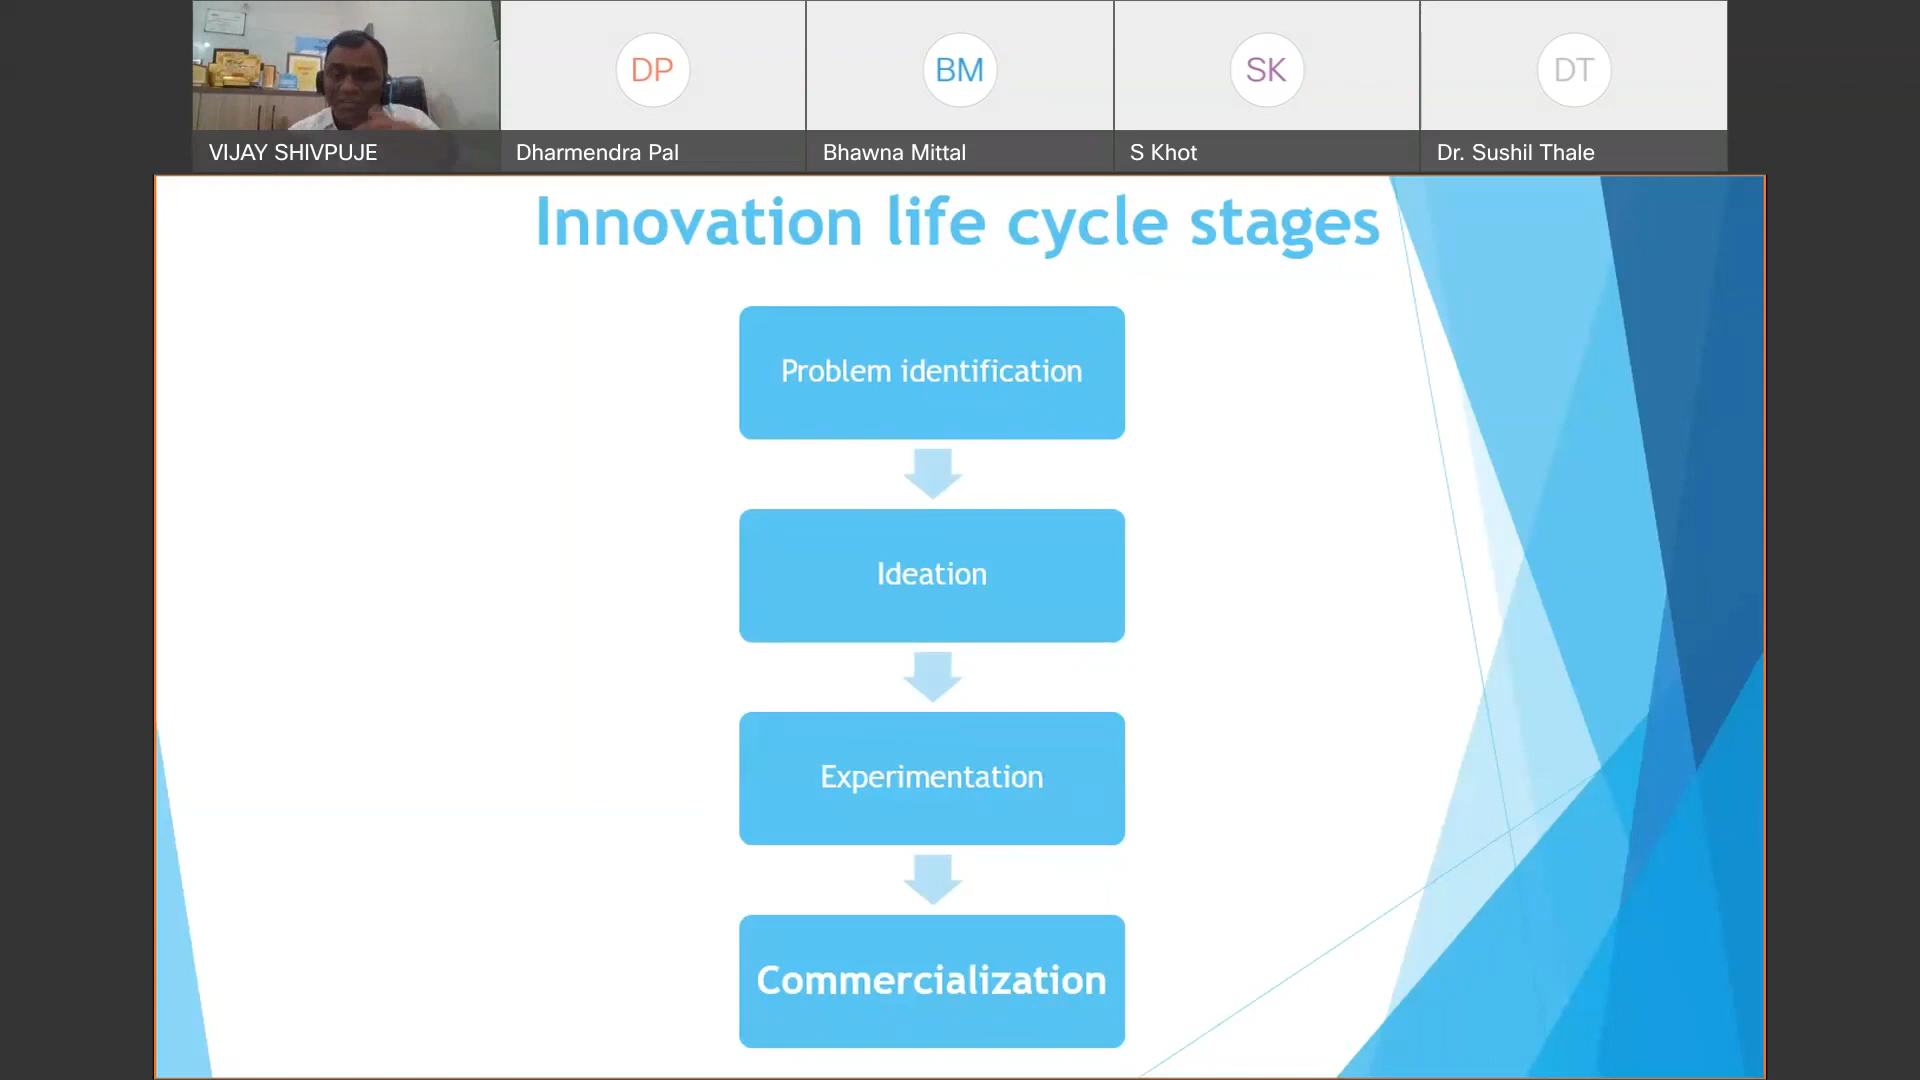 DP
BM
SK
DT
VIJAY SHIVPUJE
Dharmendra Pal
Bhawna Mittal
S Khot
Dr. Sushil Thale
Innovation life cycle stages
Problem identification
Ideation
Experimentation
Commercialization